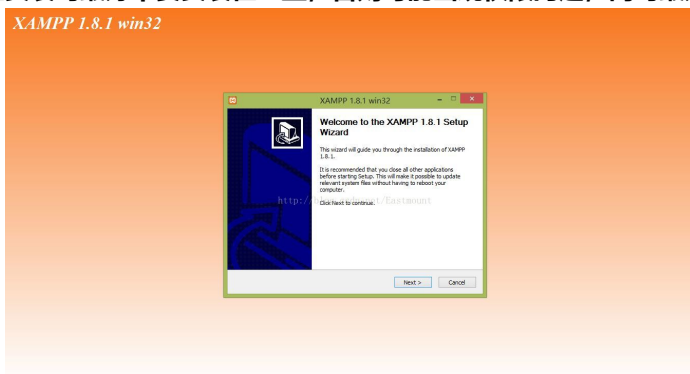 XAMPP 1.8.1 win32
XAMPP 1.8.1 win32
Welcome to the XAMPP 1.8.1 Setup
Wizard
This wizard will guide you through the installation of XAMPP
1.8.1.
It is recommended that you close all other applications
before starting Setup. This will make it possible to update
relevant system files without having to reboot your
computer.
Click Next to continue.
Next >
Cancel